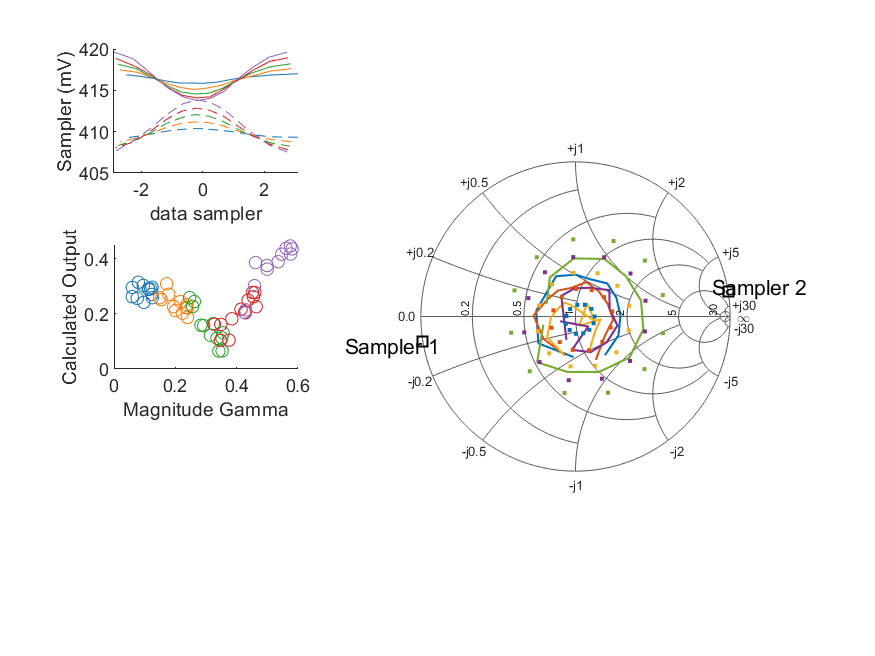 420
415
410
405
Sampler (mV)
-2 0 2
data sampler
0.4
0.2
0
Calculated Output
0 0.2 0.4 0.6
Magnitude Gamma
+j1
+j0.5
+j2
+j0.2
+j5
Sampler 2
+j30
0.0
0.2
0.5
1
2
5
30
∞
-j30
Sampler 1
-j0.2
-j5
-j0.5
-j2
-j1